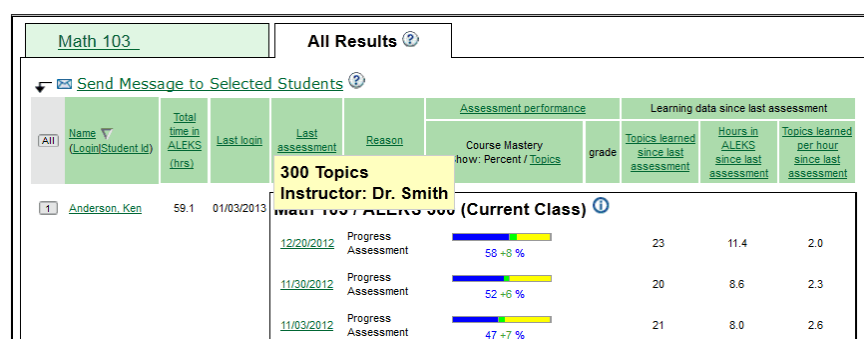 Math 103
All Results ?
Send Message to Selected Students ?
Assessment performance
Learning data since last assessment
All
Name
(Login|Student Id)
Total
time in
ALEKS
(hrs)
Last login
Last
assessment
Reason
Course Mastery
Show: Percent / Topics
grade
Topics learned
since last
assessment
Hours in
ALEKS
since last
assessment
Topics learned
per hour
since last
assessment
300 Topics
Instructor: Dr. Smith
1
Anderson, Ken
59.1
01/03/2013
Math 103 / ALEKS 300 (Current Class) i
12/20/2012
Progress
Assessment
58 +8 %
23
11.4
2.0
11/30/2012
Progress
Assessment
52 +6 %
20
8.6
2.3
11/03/2012
Progress
Assessment
47 +7 %
21
8.0
2.6